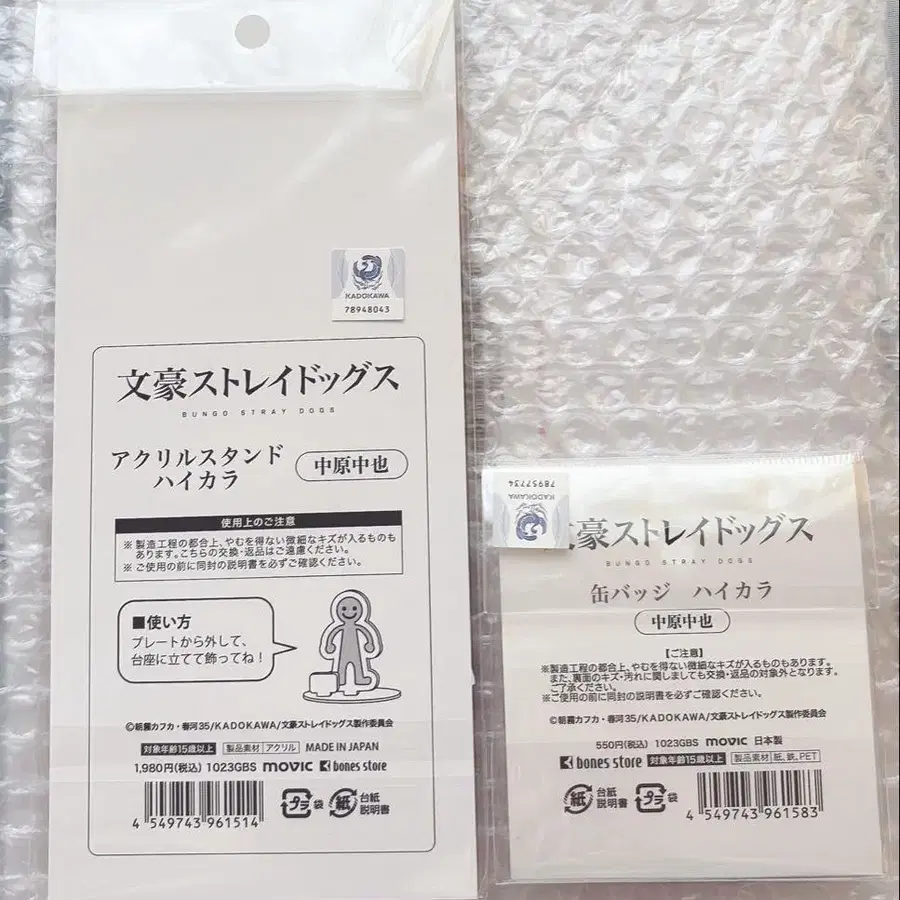 KADOKAWA
78948043
文豪ストレイドッグス
BUNGO STRAY DOGS
アクリルスタンド
ハイカラ
中原中也
使用上のご注意
※製造工程の都合上、やむを得ない微細なキズが入るものも
あります。こちらの交換・返品はご遠慮ください。
※ご使用の前に同封の説明書を必ずご確認ください。
■使い方
プレートから外して、
台座に立てて飾ってね!
©朝霧カフカ・春河35/KADOKAWA/文豪ストレイドッグス製作委員会
対象年齢15歳以上 製品素材 アクリル MADE IN JAPAN
1,980円(税込) 1023GBS movic bones store
4 549743 961514
プラ 袋 紙 台紙
説明書
78957734
KADOKAWA
文豪ストレイドッグス
BUNGO STRAY DOGS
缶バッジ ハイカラ
中原中也
【ご注意】
※製造工程の都合上、やむを得ない微細なキズが入るものもあります。
また、裏面のキズ・汚れに関しましても交換・返品の対象外となります。
ご了承ください。
※ご使用の前に同封の説明書を必ずご確認ください。
©朝霧カフカ・春河35/KADOKAWA/文豪ストレイドッグス製作委員会
550円(税込) 1023GBS movic 日本製
bones store 対象年齢15歳以上 製品素材 紙、鉄、PET
紙 台紙
説明書 プラ 袋
4 549743 961583